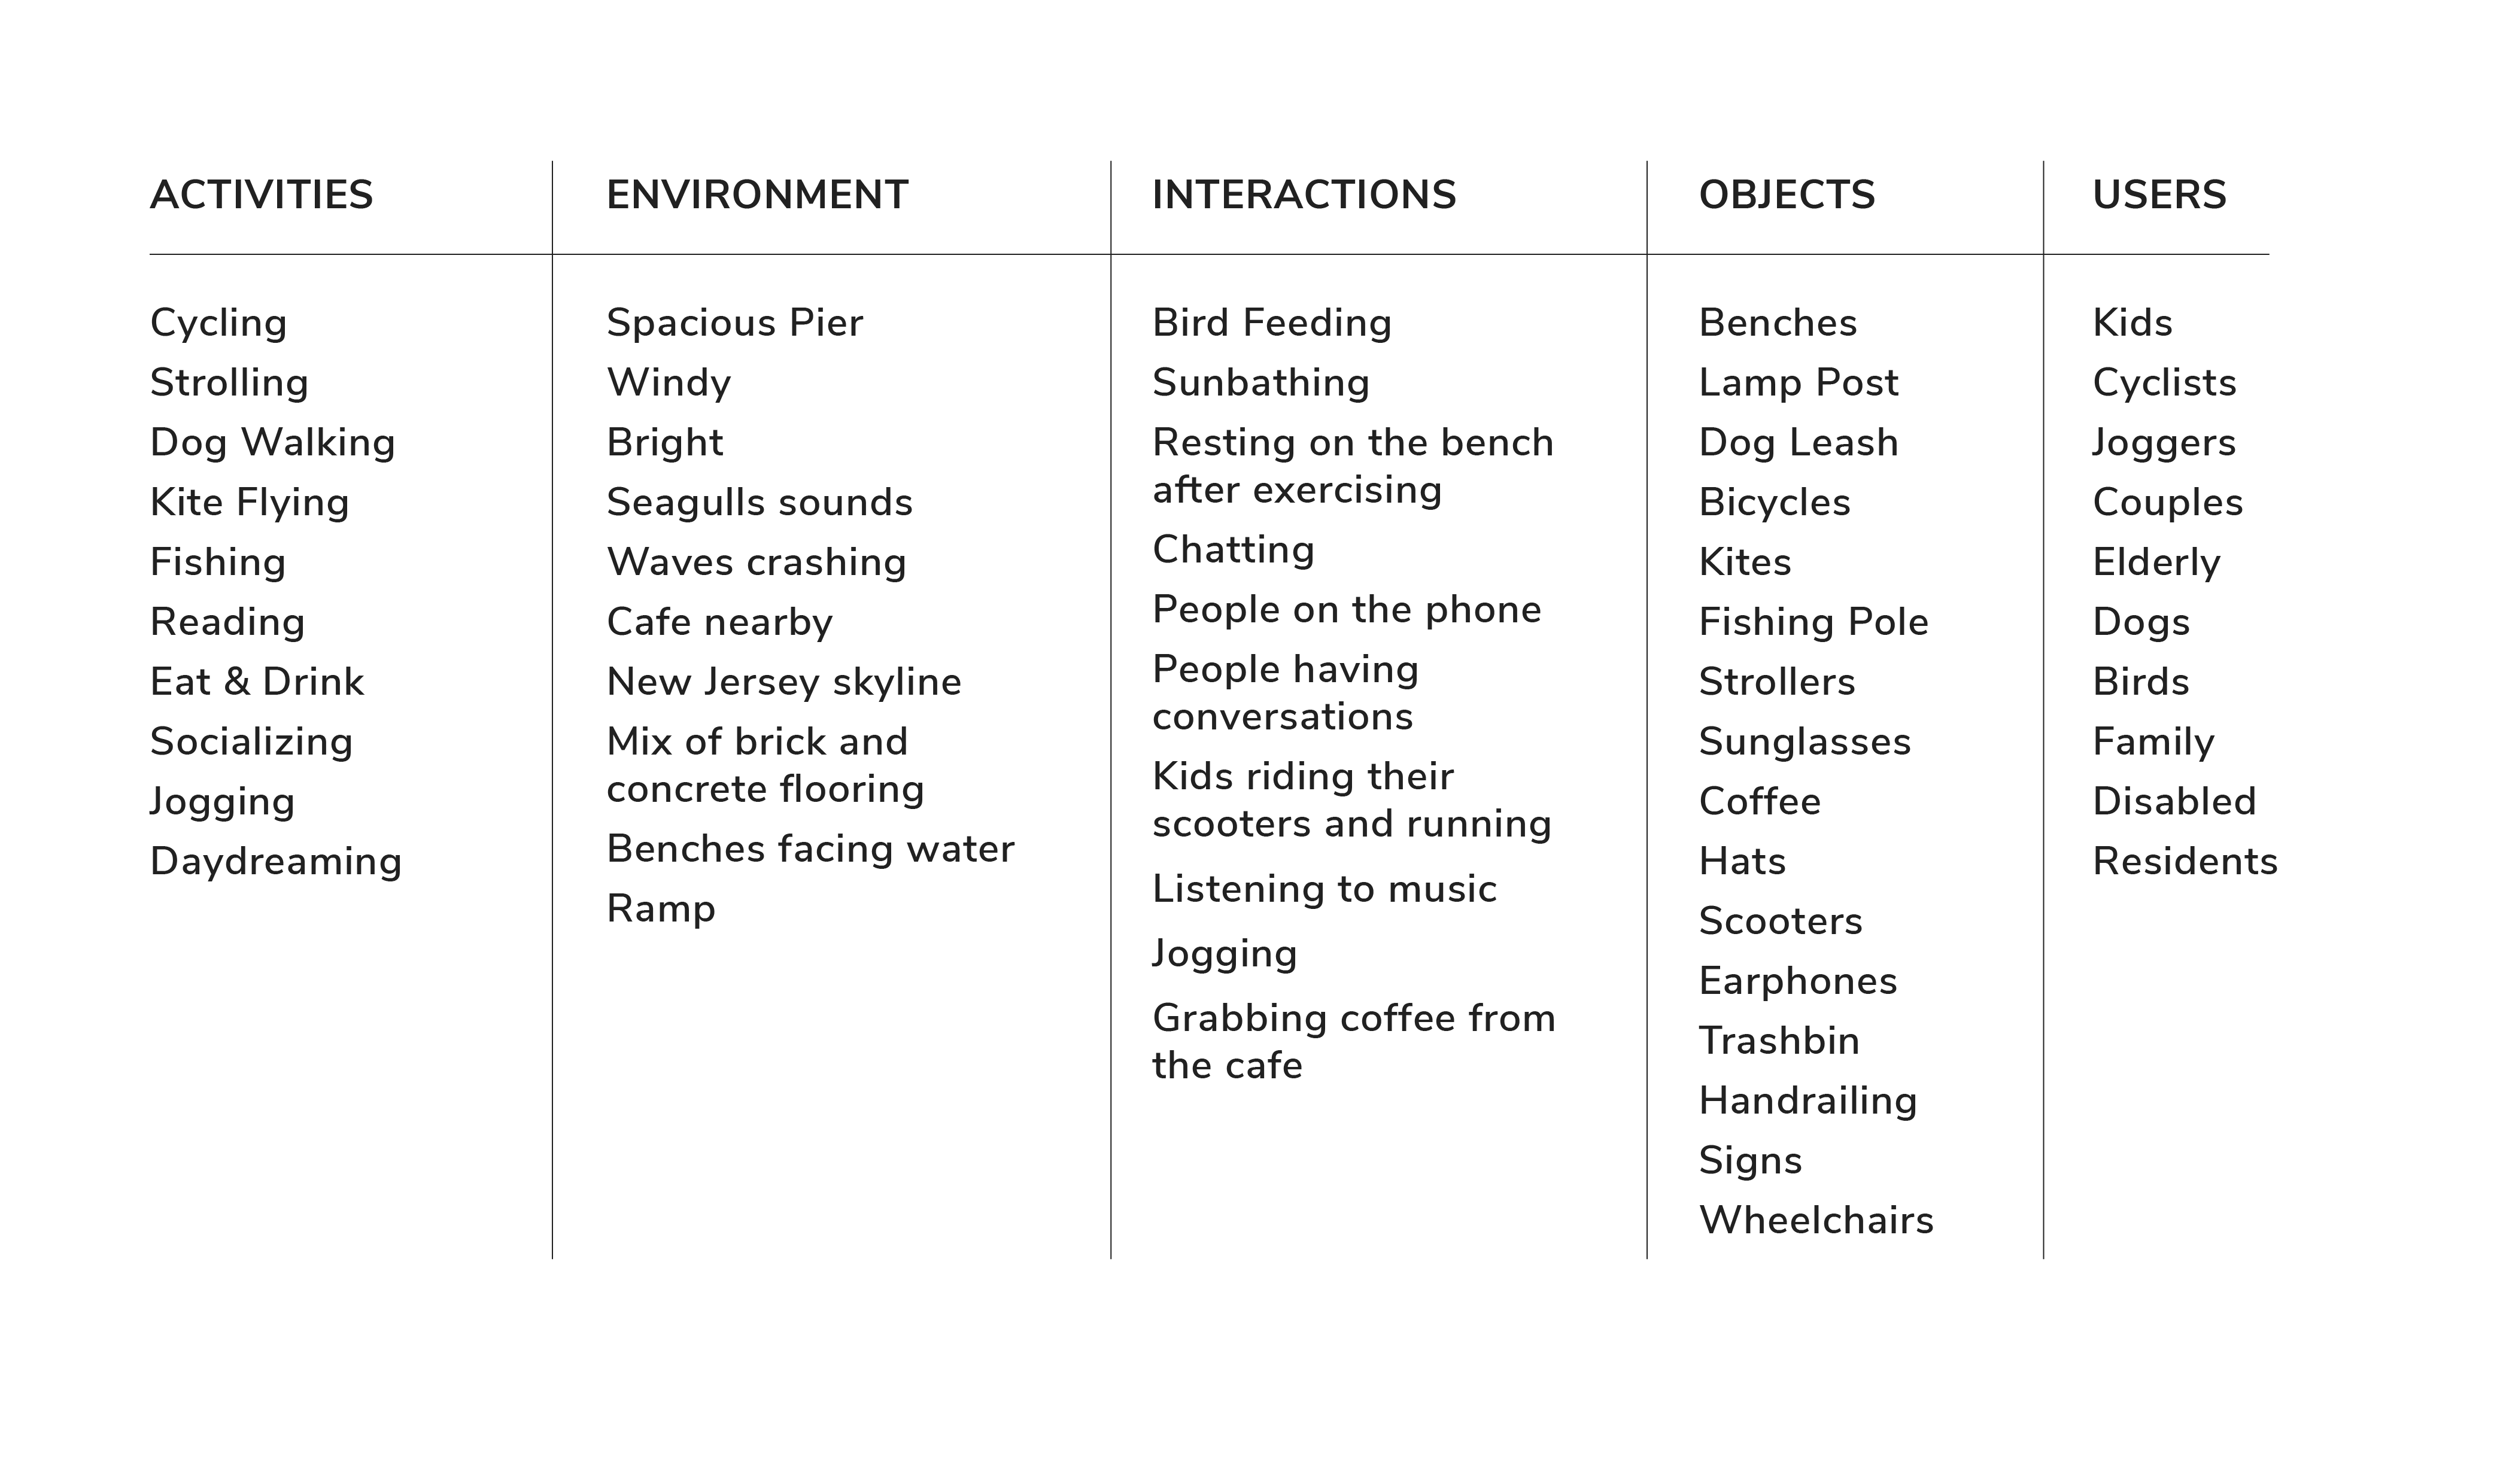 ACTIVITIES
Cycling
Strolling
Dog Walking
Kite Flying
Fishing
Reading
Eat & Drink
Socializing
Jogging
Daydreaming
ENVIRONMENT
Spacious Pier
Windy
Bright
Seagulls sounds
Waves crashing
Cafe nearby
New Jersey skyline
Mix of brick and
concrete flooring
Benches facing water
Ramp
INTERACTIONS
Bird Feeding
Sunbathing
Resting on the bench
after exercising
Chatting
People on the phone
People having
conversations
Kids riding their
scooters and running
Listening to music
Jogging
Grabbing coffee from
the cafe
OBJECTS
Benches
Lamp Post
Dog Leash
Bicycles
Kites
Fishing Pole
Strollers
Sunglasses
Coffee
Hats
Scooters
Earphones
Trashbin
Handrailing
Signs
Wheelchairs
USERS
Kids
Cyclists
Joggers
Couples
Elderly
Dogs
Birds
Family
Disabled
Residents